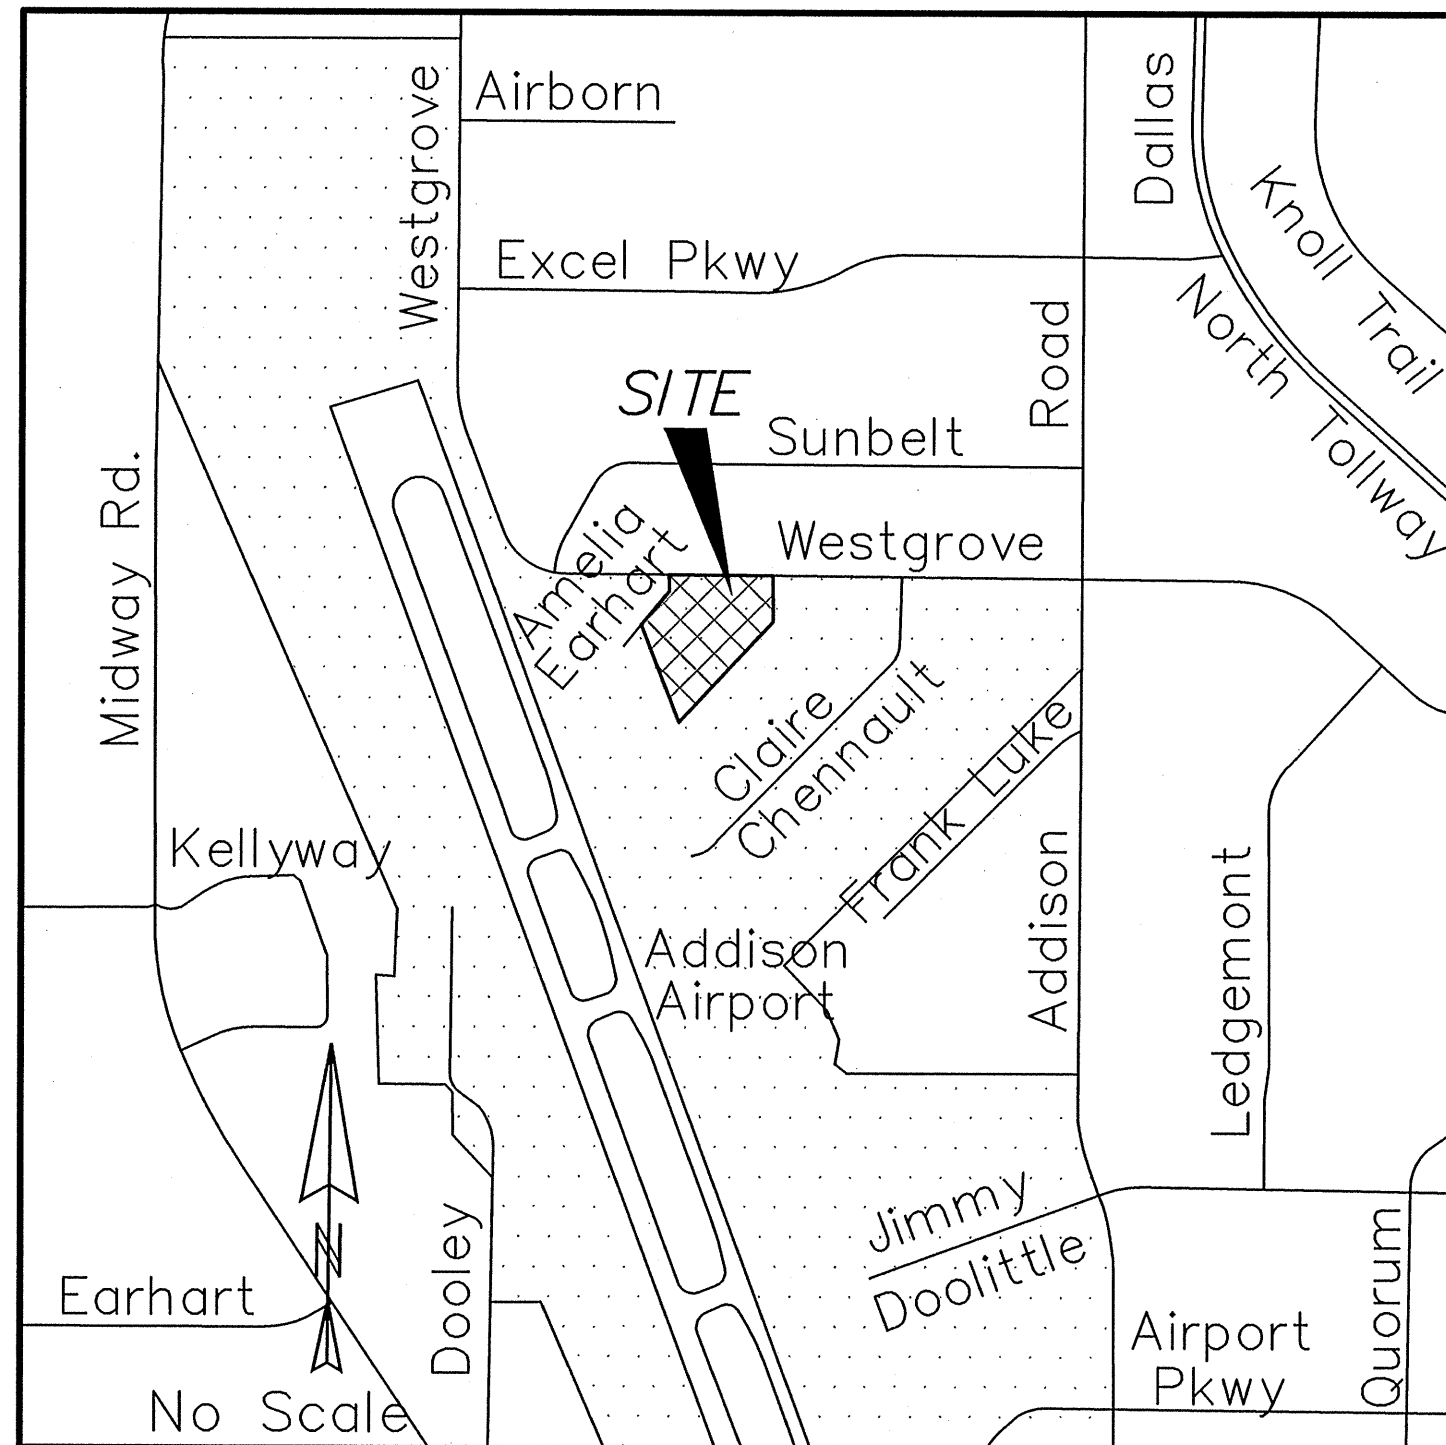 Westgrove
Airborn
Dallas
Knoll Trail
Excel Pkwy
North Tollway
Road
SITE
Sunbelt
Midway Rd.
Amelia
Earhart
Westgrove
Claire
Chennault
Frank Luke
Kellyway
Addison
Ledgemont
Addison
Airport
Jimmy
Doolittle
N
Dooley
Quorum
Earhart
Airport
Pkwy
No Scale